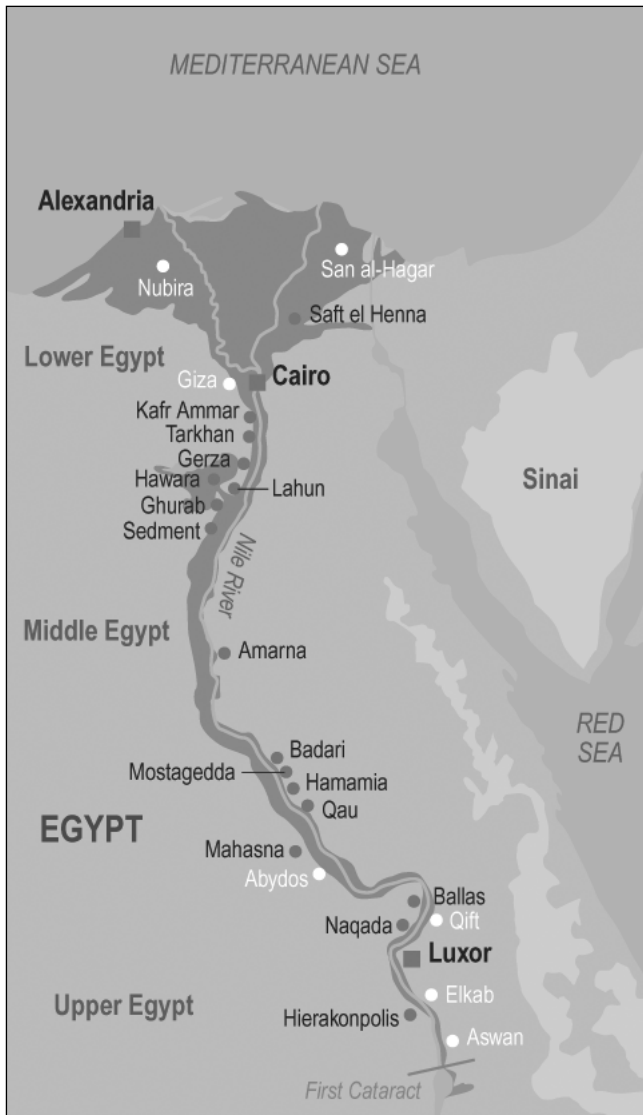 MEDITERRANEAN SEA
Alexandria
San al-Hagar
Nubira
Saft el Henna
Lower Egypt
Giza
Cairo
Kafr Ammar
Tarkhan
Gerza
Hawara
Lahun
Sinai
Ghurab
Sedment
Nile River
Middle Egypt
Amarna
RED
SEA
Badari
Mostagedda
Hamamia
Qau
EGYPT
Mahasna
Abydos
Ballas
Naqada
Qift
Luxor
Elkab
Upper Egypt
Hierakonpolis
Aswan
First Cataract